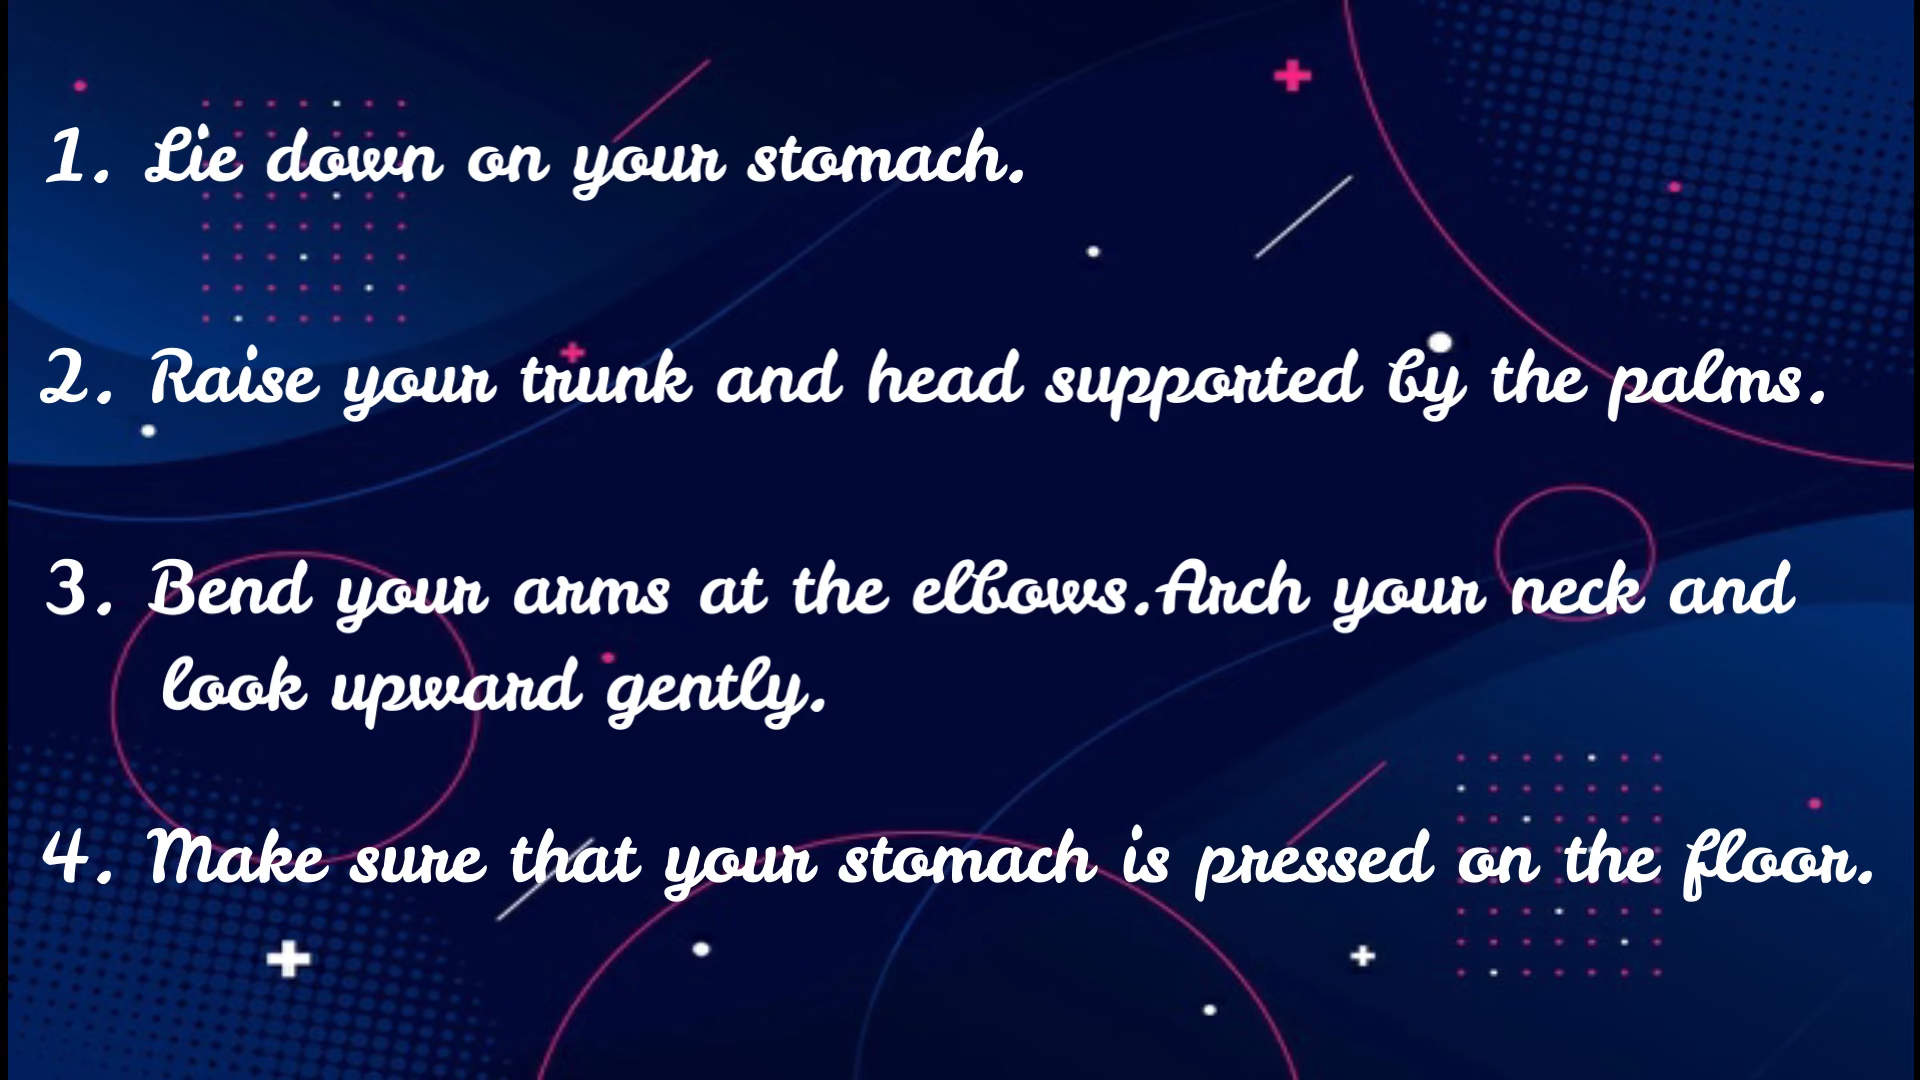 1. Lie down on your stomach.
2. Raise your trunk and head supported by the palms.
3. Bend your arms at the elbows.Arch your neck and
look upward gently.
4. Make sure that your stomach is pressed on the floor.